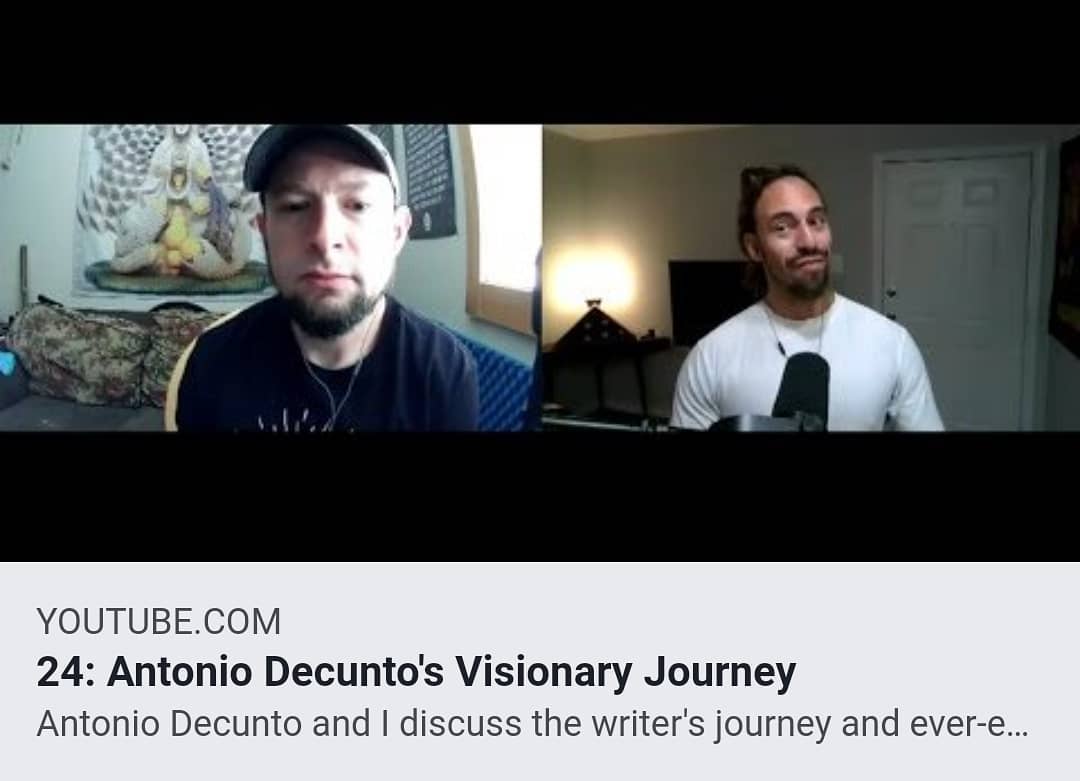 YOUTUBE.COM
24: Antonio Decunto's Visionary Journey
Antonio Decunto and I discuss the writer's journey and ever-e...